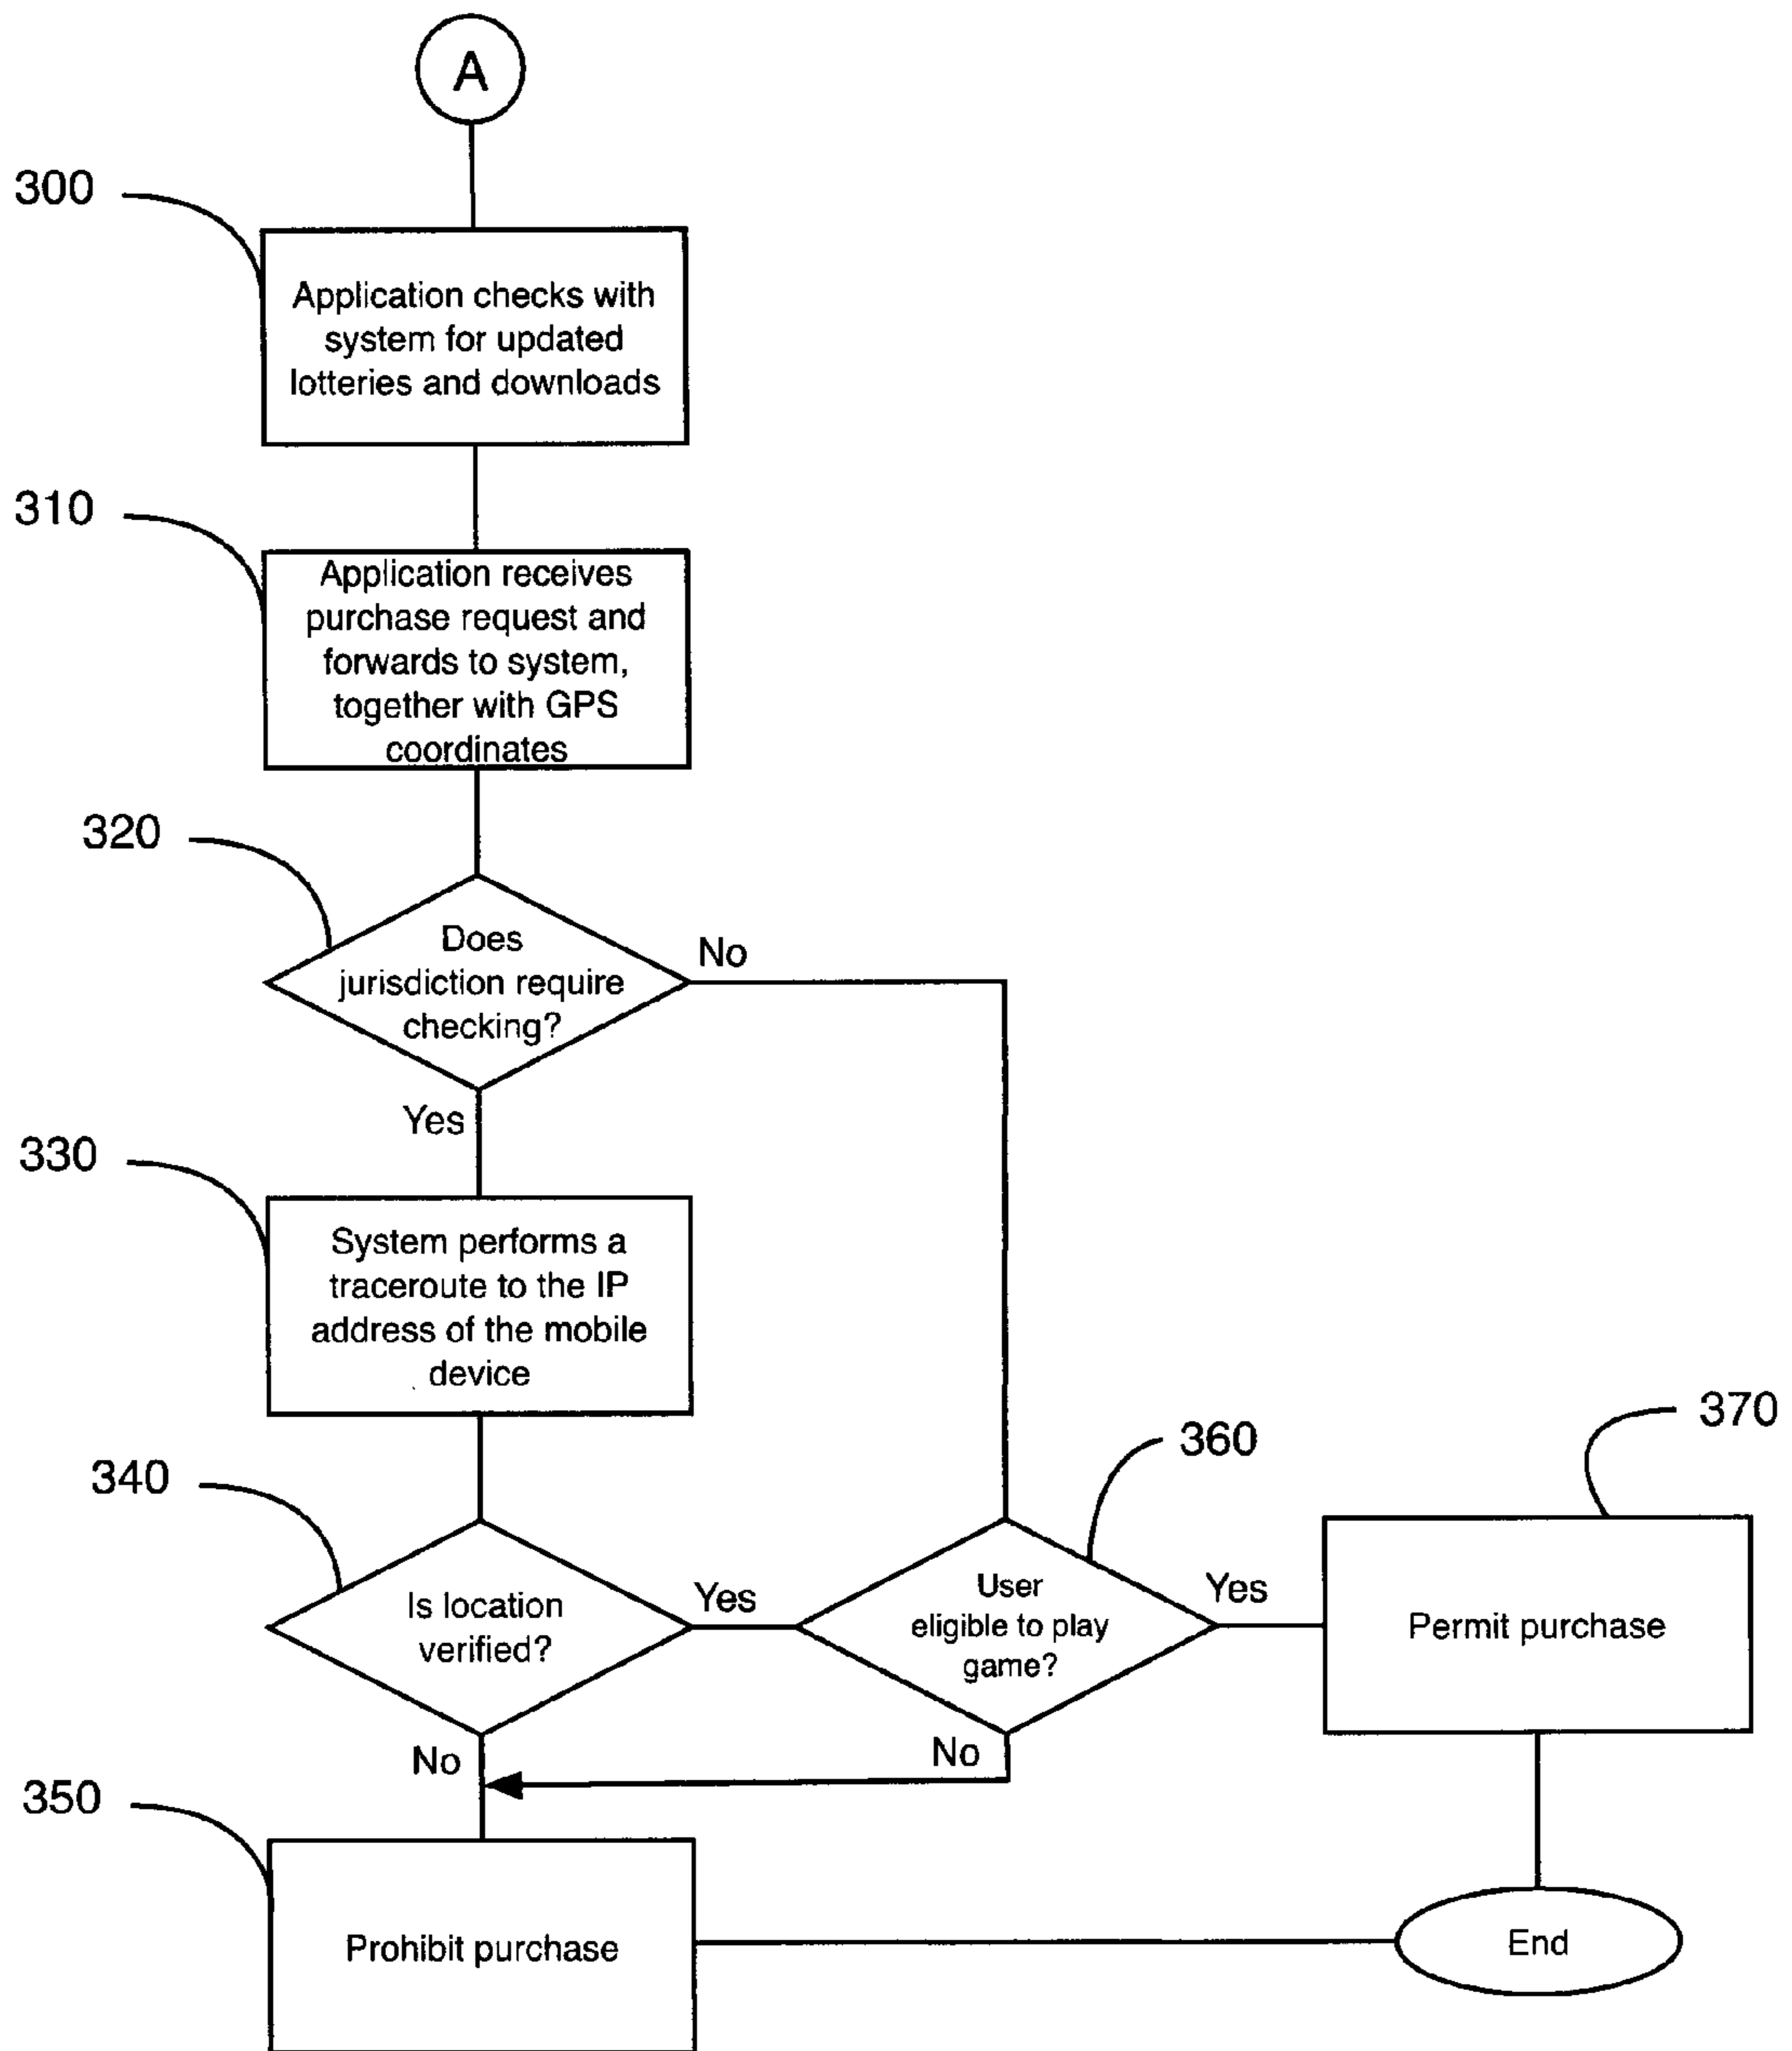 A
300
Application checks with
system for updated
lotteries and downloads
310
Application receives
purchase request and
forwards to system,
together with GPS
coordinates
320
Does
jurisdiction require
checking?
No
Yes
330
System performs a
traceroute to the IP
address of the mobile
device
340
Is location
verified?
Yes
No
360
User
eligible to play
game?
Yes
No
370
Permit purchase
350
Prohibit purchase
End